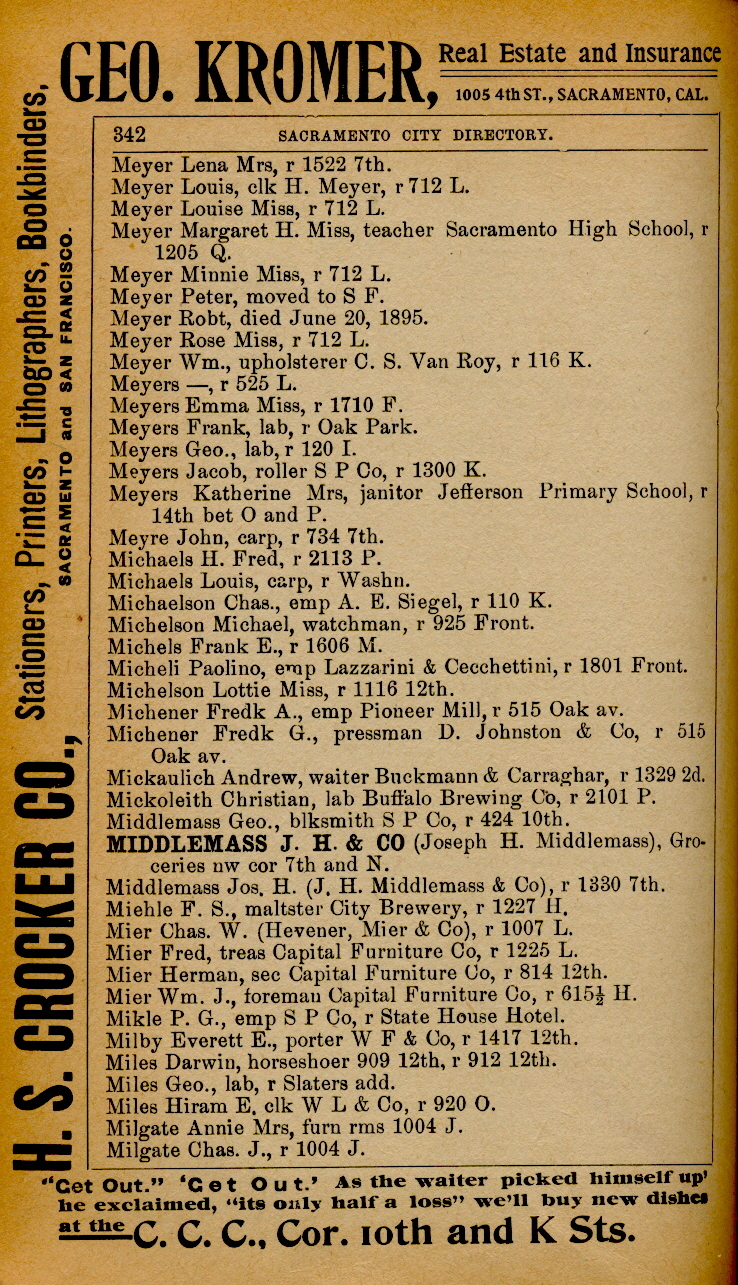 GEO. KROMER, Real Estate and Insurance
1005 4th ST., SACRAMENTO, CAL.
H. S. CROCKER CO., Stationers, Printers, Lithographers, Bookbinders,
SACRAMENTO and SAN FRANCISCO.
342 SACRAMENTO CITY DIRECTORY.
Meyer Lena Mrs, r 1522 7th.
Meyer Louis, clk H. Meyer, r 712 L.
Meyer Louise Miss, r 712 L.
Meyer Margaret H. Miss, teacher Sacramento High School, r
1205 Q.
Meyer Minnie Miss, r 712 L.
Meyer Peter, moved to S F.
Meyer Robt, died June 20, 1895.
Meyer Rose Miss, r 712 L.
Meyer Wm., upholsterer C. S. Van Roy, r 116 K.
Meyers —, r 525 L.
Meyers Emma Miss, r 1710 F.
Meyers Frank, lab, r Oak Park.
Meyers Geo., lab, r 120 I.
Meyers Jacob, roller S P Co, r 1300 K.
Meyers Katherine Mrs, janitor Jefferson Primary School, r
14th bet O and P.
Meyre John, carp, r 734 7th.
Michaels H. Fred, r 2113 P.
Michaels Louis, carp, r Washn.
Michaelson Chas., emp A. E. Siegel, r 110 K.
Michelson Michael, watchman, r 925 Front.
Michels Frank E., r 1606 M.
Micheli Paolino, emp Lazzarini & Cecchettini, r 1801 Front.
Michelson Lottie Miss, r 1116 12th.
Michener Fredk A., emp Pioneer Mill, r 515 Oak av.
Michener Fredk G., pressman D. Johnston & Co, r 515
Oak av.
Mickaulich Andrew, waiter Buckmann & Carraghar, r 1329 2d.
Mickoleith Christian, lab Buffalo Brewing Co, r 2101 P.
Middlemass Geo., blksmith S P Co, r 424 10th.
MIDDLEMASS J. H. & CO (Joseph H. Middlemass), Gro-
ceries nw cor 7th and N.
Middlemass Jos. H. (J. H. Middlemass & Co), r 1330 7th.
Miehle F. S., maltster City Brewery, r 1227 H.
Mier Chas. W. (Hevener, Mier & Co), r 1007 L.
Mier Fred, treas Capital Furniture Co, r 1225 L.
Mier Herman, sec Capital Furniture Co, r 814 12th.
Mier Wm. J., foreman Capital Furniture Co, r 615½ H.
Mikle P. G., emp S P Co, r State House Hotel.
Milby Everett E., porter W F & Co, r 1417 12th.
Miles Darwin, horseshoer 909 12th, r 912 12th.
Miles Geo., lab, r Slaters add.
Miles Hiram E. clk W L & Co, r 920 O.
Milgate Annie Mrs, furn rms 1004 J.
Milgate Chas. J., r 1004 J.
"Get Out." 'Get Out.' As the waiter picked himself up'
he exclaimed, "its only half a loss" we'll buy new dishes
at the C. C. C., Cor. 10th and K Sts.